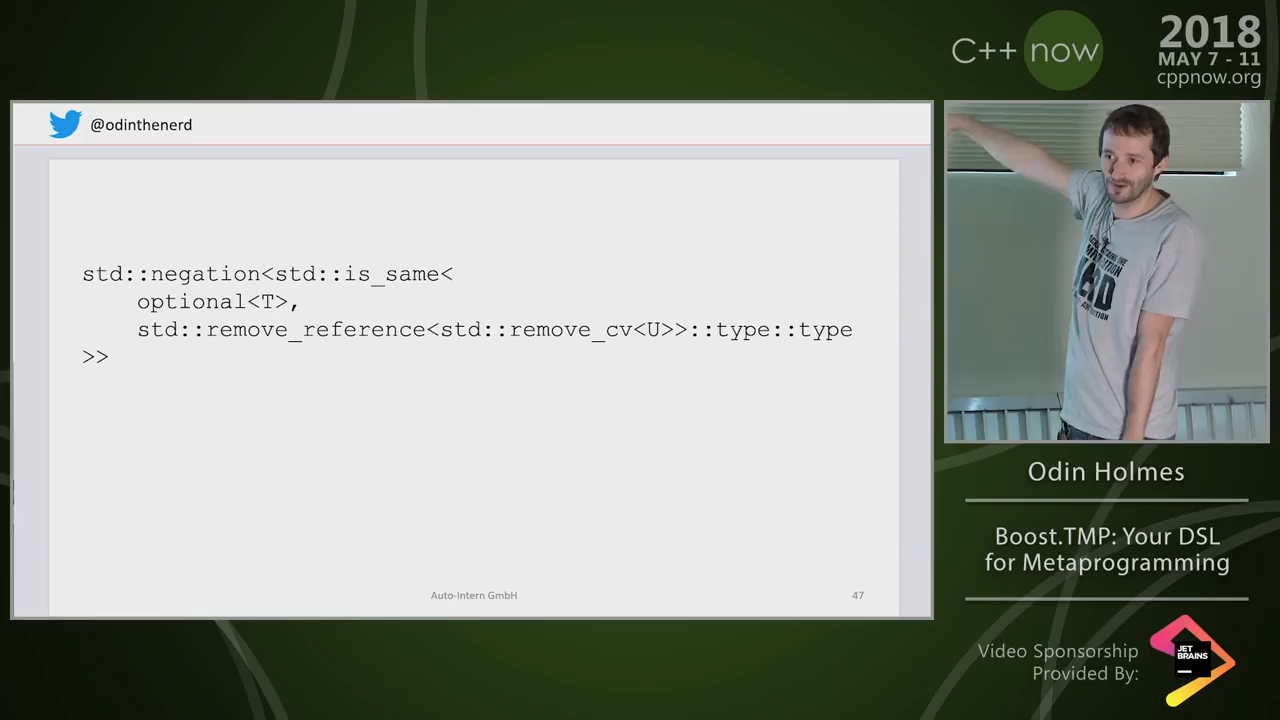 C++ now
2018
MAY 7 - 11
cppnow.org
@odinthenerd
std::negation<std::is_same<
optional<T>,
std::remove_reference<std::remove_cv<U>>::type::type
>>
Auto-Intern GmbH
47
Odin Holmes
Boost.TMP: Your DSL
for Metaprogramming
Video Sponsorship
Provided By:
JET
BRAINS